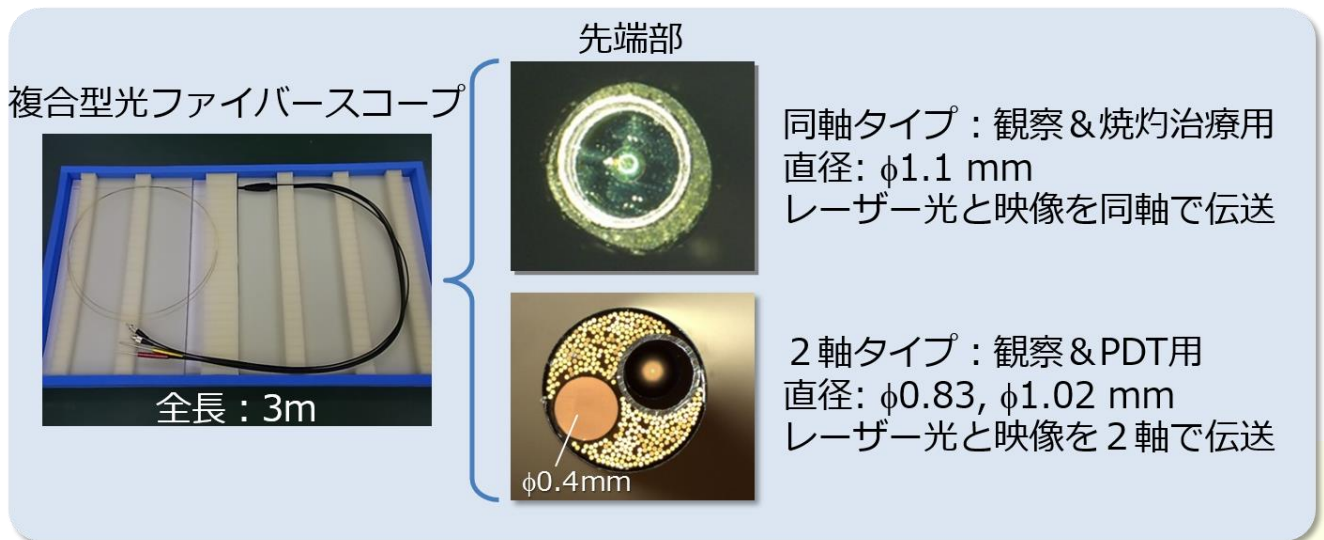 複合型光ファイバースコープ
全長：3m
先端部
同軸タイプ：観察＆焼灼治療用
直径: φ1.1 mm
レーザー光と映像を同軸で伝送
φ0.4mm
２軸タイプ：観察＆PDT用
直径: φ0.83, φ1.02 mm
レーザー光と映像を２軸で伝送